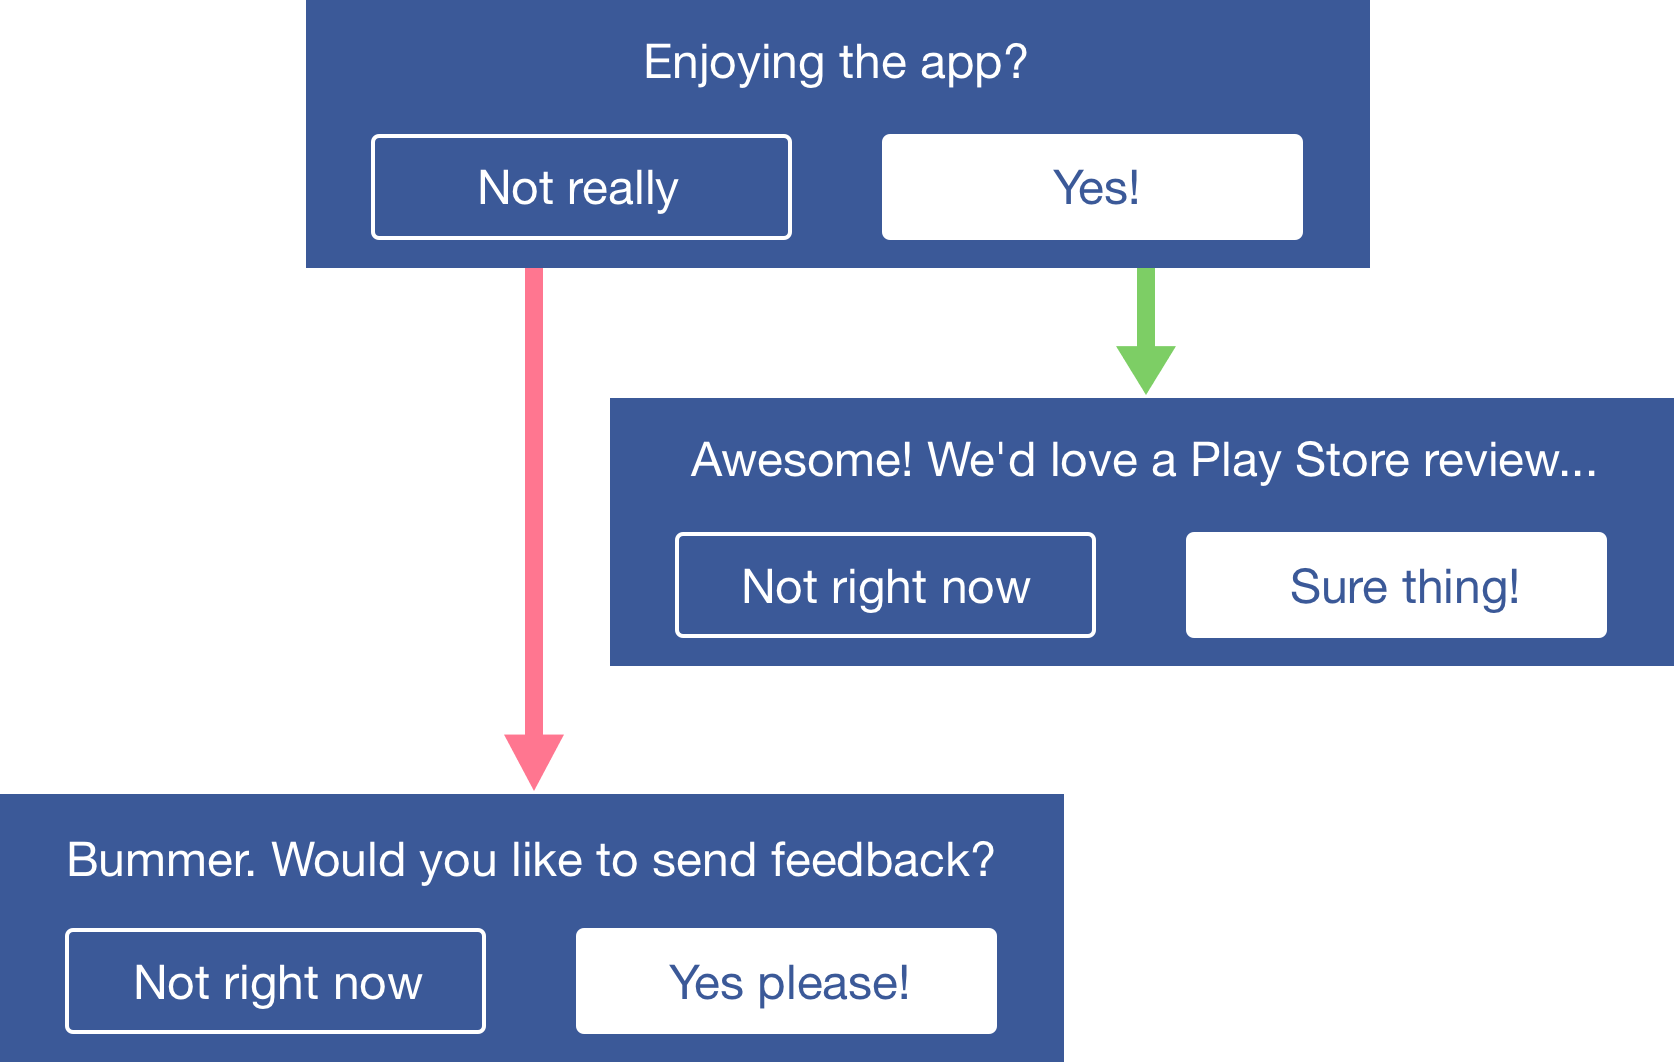 Enjoying the app?
Not really
Yes!
Awesome! We'd love a Play Store review...
Not right now
Sure thing!
Bummer. Would you like to send feedback?
Not right now
Yes please!